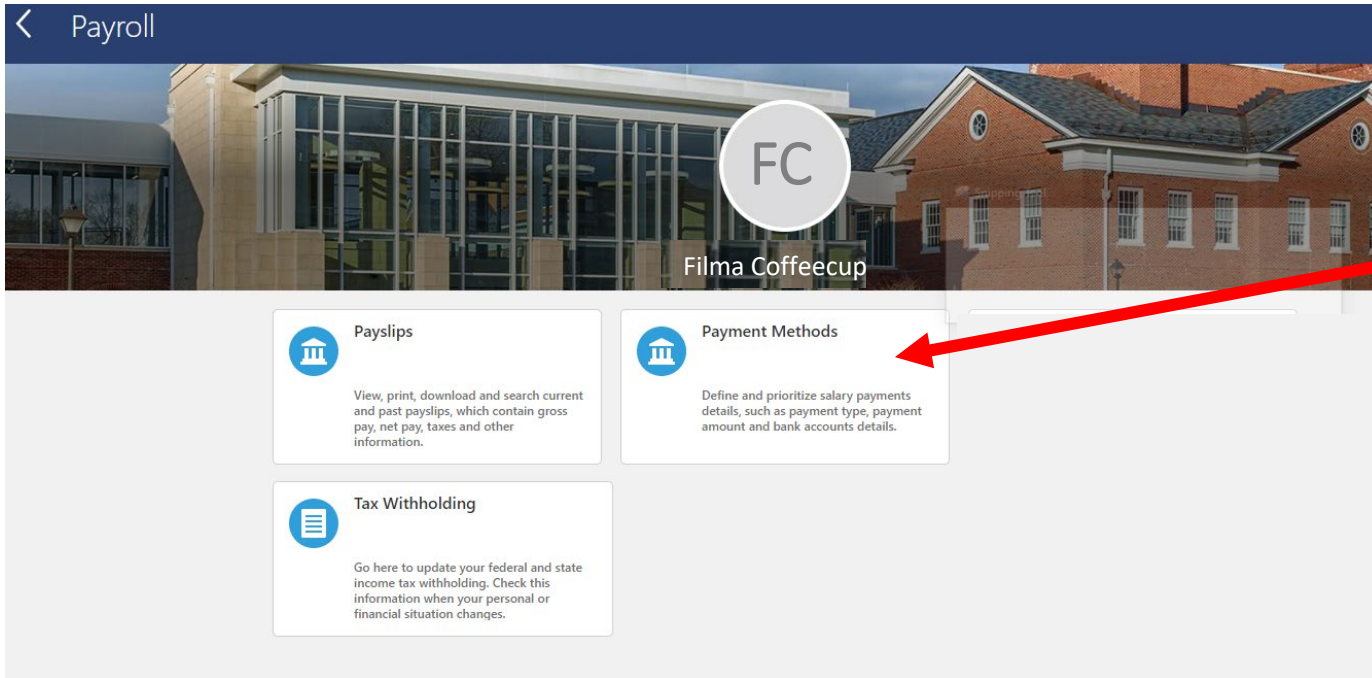 Payroll
FC
Filma Coffeecup
Payslips
View, print, download and search current
and past payslips, which contain gross
pay, net pay, taxes and other
information.
Payment Methods
Define and prioritize salary payments
details, such as payment type, payment
amount and bank accounts details.
Tax Withholding
Go here to update your federal and state
income tax withholding. Check this
information when your personal or
financial situation changes.